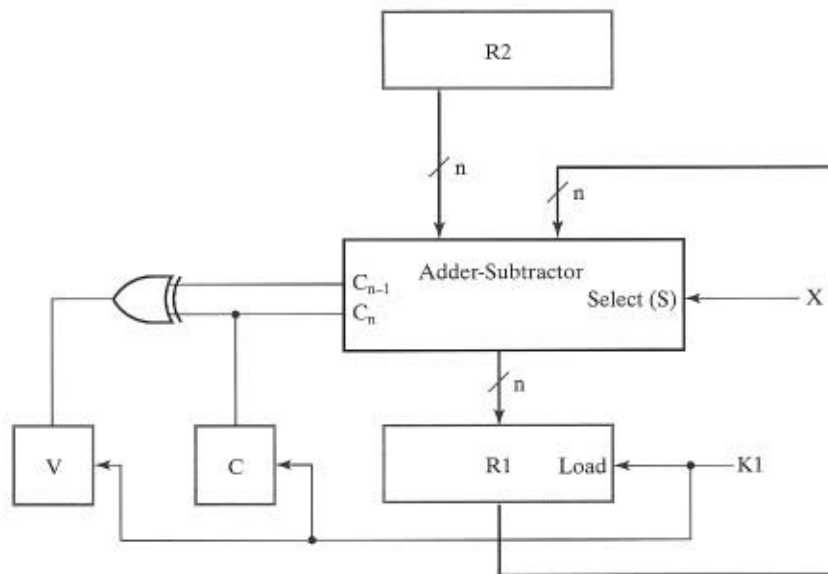 R2
n
n
Adder-Subtractor
Cn–1
Cn
Select (S)
X
n
V
C
R1
Load
K1